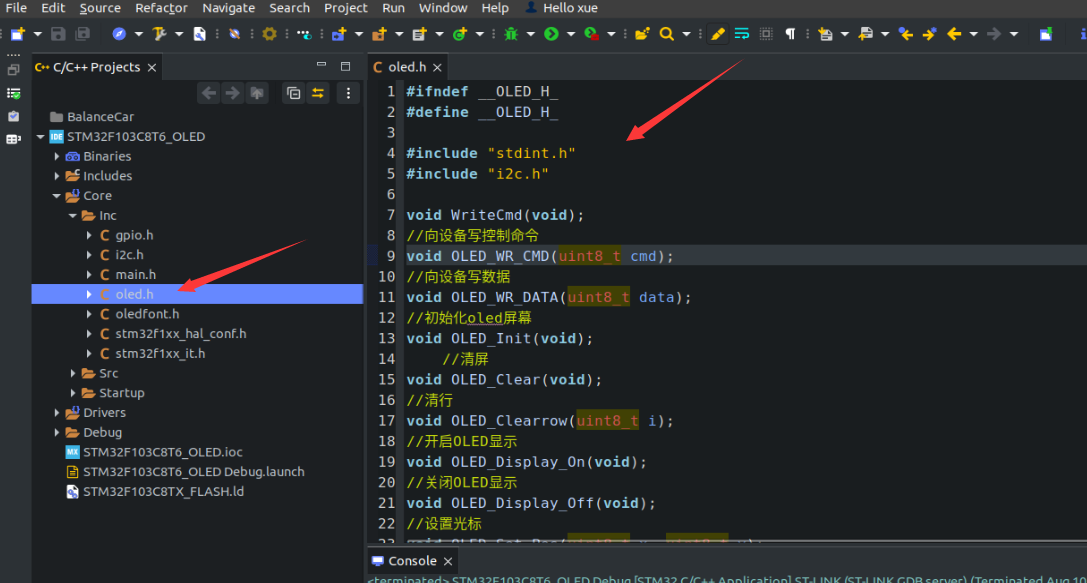 File Edit Source Refactor Navigate Search Project Run Window Help Hello xue
C/C++ Projects
BalanceCar
STM32F103C8T6_OLED
Binaries
Includes
Core
Inc
gpio.h
i2c.h
main.h
oled.h
oledfont.h
stm32f1xx_hal_conf.h
stm32f1xx_it.h
Src
Startup
Drivers
Debug
STM32F103C8T6_OLED.ioc
STM32F103C8T6_OLED Debug.launch
STM32F103C8TX_FLASH.ld
oled.h
1 #ifndef __OLED_H_
2 #define __OLED_H_
3
4 #include "stdint.h"
5 #include "i2c.h"
6
7 void WriteCmd(void);
8 //向设备写控制命令
9 void OLED_WR_CMD(uint8_t cmd);
10 //向设备写数据
11 void OLED_WR_DATA(uint8_t data);
12 //初始化oled屏幕
13 void OLED_Init(void);
14 //清屏
15 void OLED_Clear(void);
16 //清行
17 void OLED_Clearrow(uint8_t i);
18 //开启OLED显示
19 void OLED_Display_On(void);
20 //关闭OLED显示
21 void OLED_Display_Off(void);
22 //设置光标
Console
<terminated> STM32F103C8T6_OLED Debug [STM32 C/C++ Application] ST-LINK (ST-LINK GDB server) (Terminated Aug 10